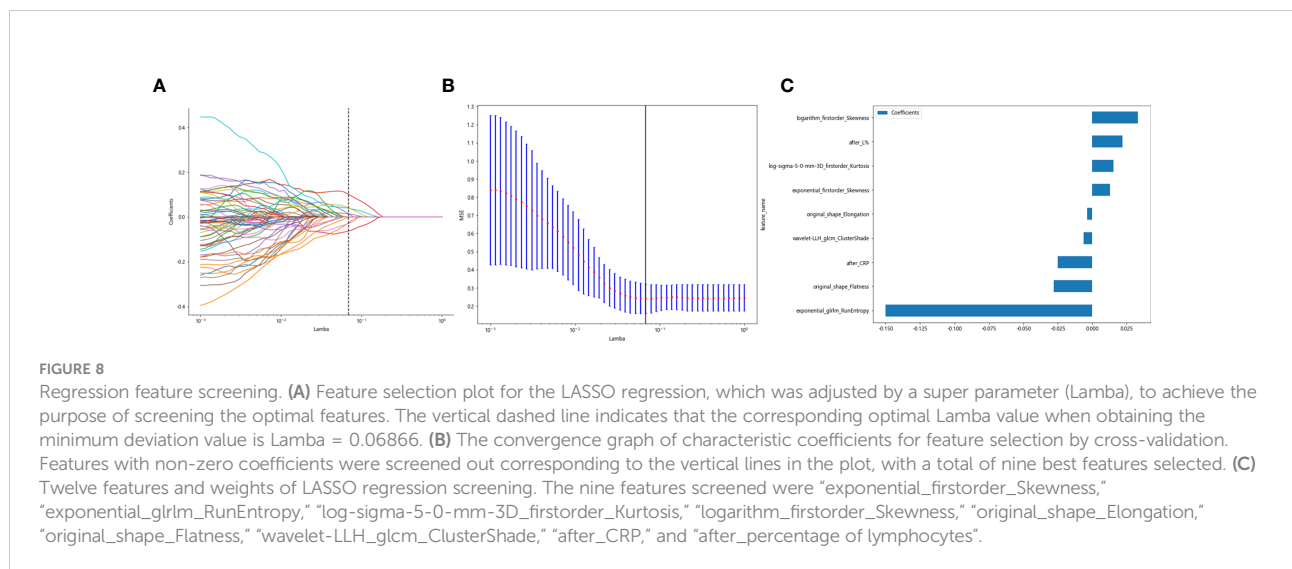 A
B
C
Coefficients
0.4
0.2
0.0
0.2
0.4
10⁻³
10⁻²
10⁻¹
10⁰
Lamba
MSE
1.3
1.2
1.1
1.0
0.9
0.8
0.7
0.6
0.5
0.4
0.3
0.2
10⁻³
10⁻²
10⁻¹
10⁰
Lamba
feature_name
Coefficients
logarithm_firstorder_Skewness
after_L%
log-sigma-5-0-mm-3D_firstorder_Kurtosis
exponential_firstorder_Skewness
original_shape_Elongation
wavelet-LLH_glcm_ClusterShade
after_CRP
original_shape_Flatness
exponential_glrlm_RunEntropy
-0.150 -0.125 -0.100 -0.075 -0.050 -0.025 0.000 0.025
FIGURE 8
Regression feature screening. (A) Feature selection plot for the LASSO regression, which was adjusted by a super parameter (Lamba), to achieve the
purpose of screening the optimal features. The vertical dashed line indicates that the corresponding optimal Lamba value when obtaining the
minimum deviation value is Lamba = 0.06866. (B) The convergence graph of characteristic coefficients for feature selection by cross-validation.
Features with non-zero coefficients were screened out corresponding to the vertical lines in the plot, with a total of nine best features selected. (C)
Twelve features and weights of LASSO regression screening. The nine features screened were “exponential_firstorder_Skewness,”
“exponential_glrlm_RunEntropy,” “log-sigma-5-0-mm-3D_firstorder_Kurtosis,” “logarithm_firstorder_Skewness,” “original_shape_Elongation,”
“original_shape_Flatness,” “wavelet-LLH_glcm_ClusterShade,” “after_CRP,” and “after_percentage of lymphocytes”.